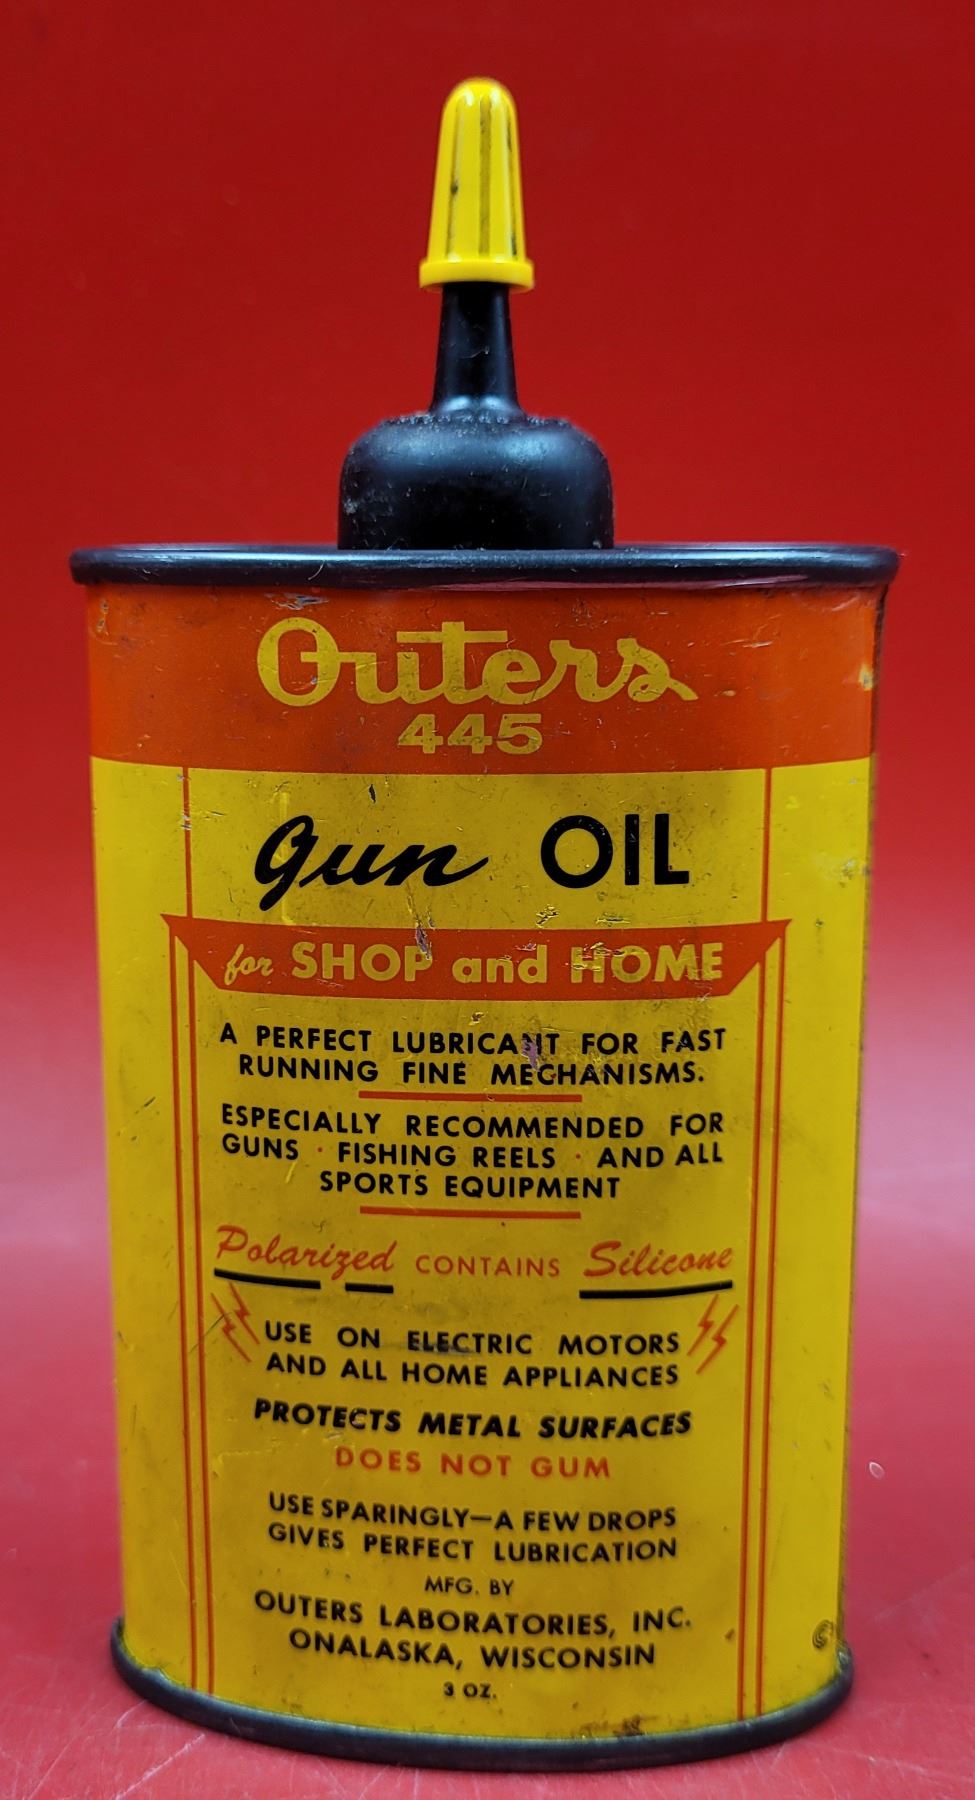 Outers
445
Gun OIL
for SHOP and HOME
A PERFECT LUBRICANT FOR FAST
RUNNING FINE MECHANISMS.
ESPECIALLY RECOMMENDED FOR
GUNS · FISHING REELS · AND ALL
SPORTS EQUIPMENT
Polarized CONTAINS Silicone
USE ON ELECTRIC MOTORS
AND ALL HOME APPLIANCES
PROTECTS METAL SURFACES
DOES NOT GUM
USE SPARINGLY—A FEW DROPS
GIVES PERFECT LUBRICATION
MFG. BY
OUTERS LABORATORIES, INC.
ONALASKA, WISCONSIN
3 OZ.